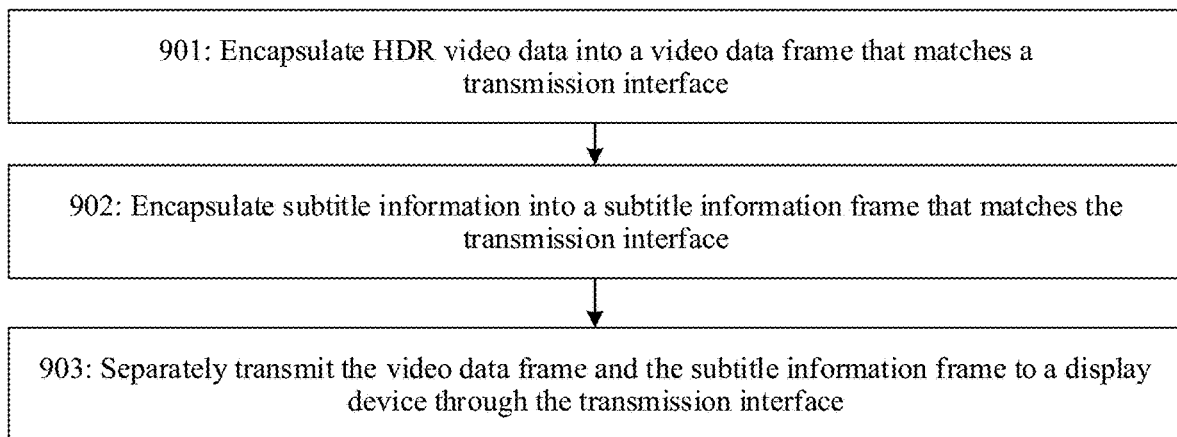 901: Encapsulate HDR video data into a video data frame that matches a
transmission interface
902: Encapsulate subtitle information into a subtitle information frame that matches the
transmission interface
903: Separately transmit the video data frame and the subtitle information frame to a display
device through the transmission interface